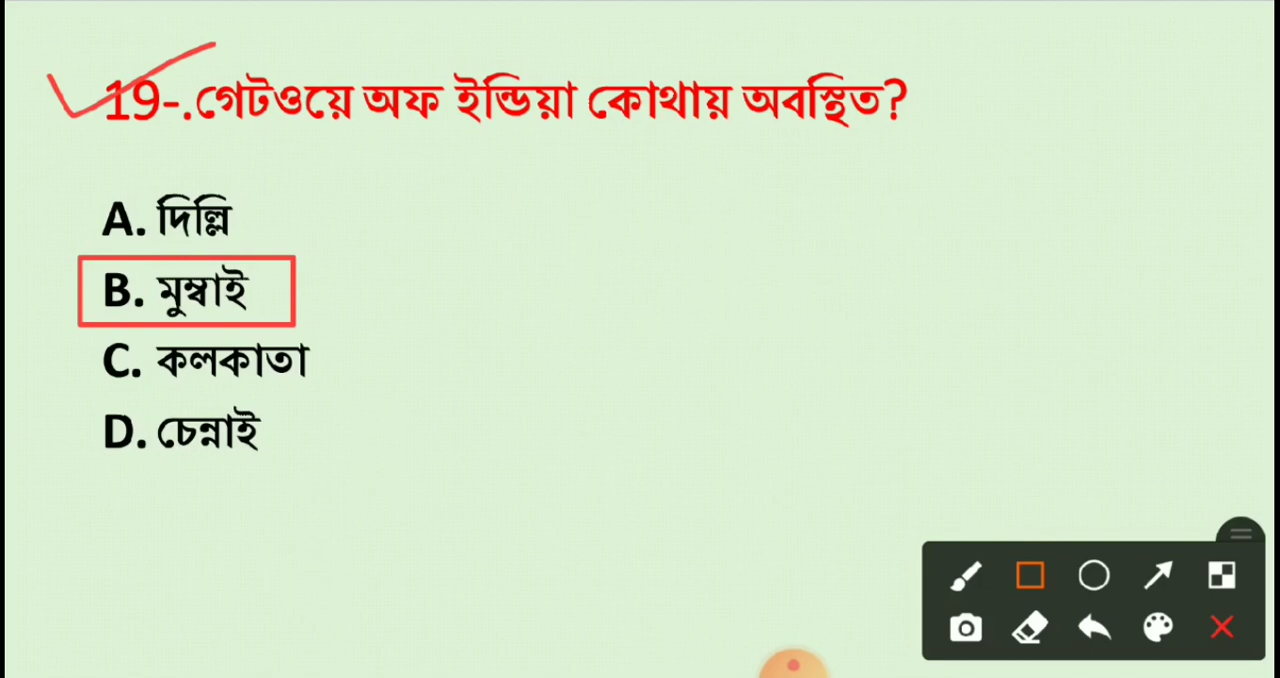 19-.গেটওয়ে অফ ইন্ডিয়া কোথায় অবস্থিত?
A. দিল্লি
B. মুম্বাই
C. কলকাতা
D. চেন্নাই